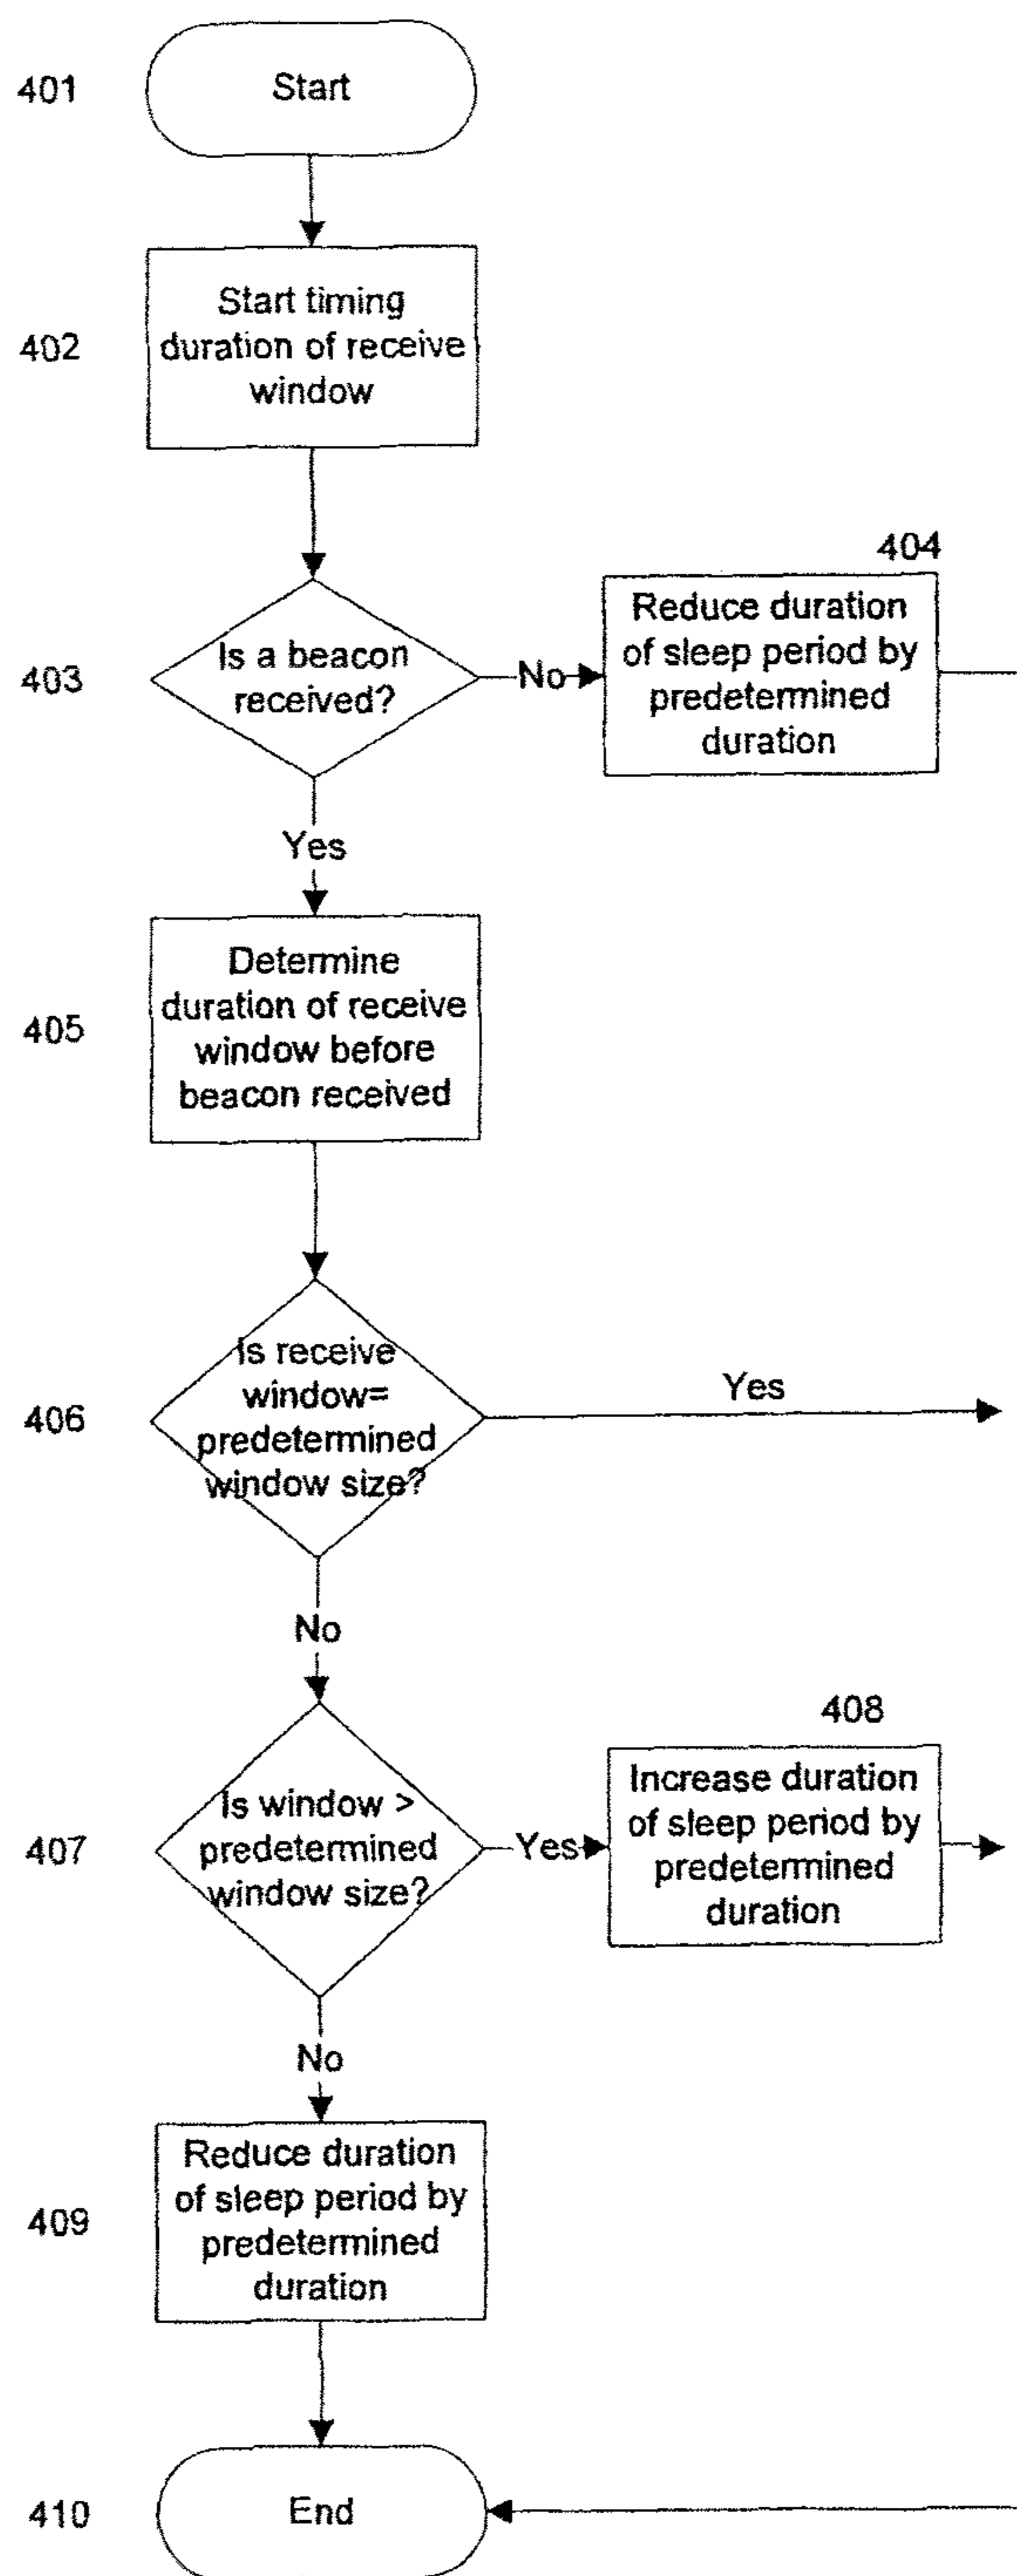 401
Start
402
Start timing
duration of receive
window
403
Is a beacon
received?
No
404
Reduce duration
of sleep period by
predetermined
duration
Yes
405
Determine
duration of receive
window before
beacon received
406
Is receive
window=
predetermined
window size?
Yes
No
407
Is window >
predetermined
window size?
Yes
408
Increase duration
of sleep period by
predetermined
duration
No
409
Reduce duration
of sleep period by
predetermined
duration
410
End